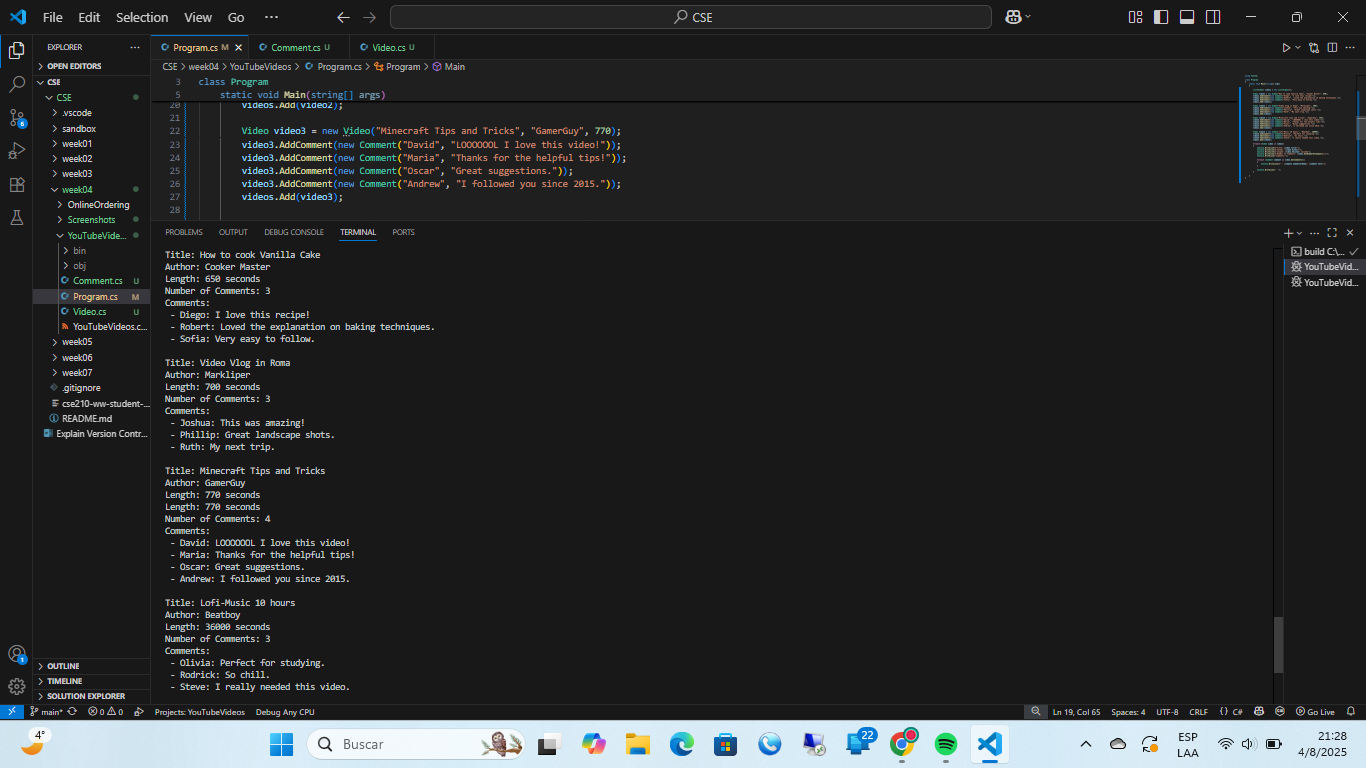 File Edit Selection View Go ··· CSE
EXPLORER ···
OPEN EDITORS
CSE
CSE
.vscode
sandbox
week01
week02
week03
week04
OnlineOrdering
Screenshots
YouTubeVide...
bin
obj
Comment.cs U
Program.cs M
Video.cs U
YouTubeVideos.c...
week05
week06
week07
.gitignore
cse210-ww-student-...
README.md
Explain Version Contr...
OUTLINE
TIMELINE
SOLUTION EXPLORER
6
1
Program.cs M Comment.cs U Video.cs U
CSE > week04 > YouTubeVideos > Program.cs > Program > Main
3 class Program
5 static void Main(string[] args)
20 videos.Add(video2);
21
22 Video video3 = new Video("Minecraft Tips and Tricks", "GamerGuy", 770);
23 video3.AddComment(new Comment("David", "LOOOOOOL I love this video!"));
24 video3.AddComment(new Comment("Maria", "Thanks for the helpful tips!"));
25 video3.AddComment(new Comment("Oscar", "Great suggestions."));
26 video3.AddComment(new Comment("Andrew", "I followed you since 2015."));
27 videos.Add(video3);
28
PROBLEMS OUTPUT DEBUG CONSOLE TERMINAL PORTS
build C:\...
YouTubeVid...
YouTubeVid...
Title: How to cook Vanilla Cake
Author: Cooker Master
Length: 650 seconds
Number of Comments: 3
Comments:
- Diego: I love this recipe!
- Robert: Loved the explanation on baking techniques.
- Sofia: Very easy to follow.
Title: Video Vlog in Roma
Author: Markliper
Length: 700 seconds
Number of Comments: 3
Comments:
- Joshua: This was amazing!
- Phillip: Great landscape shots.
- Ruth: My next trip.
Title: Minecraft Tips and Tricks
Author: GamerGuy
Length: 770 seconds
Length: 770 seconds
Number of Comments: 4
Comments:
- David: LOOOOOOL I love this video!
- Maria: Thanks for the helpful tips!
- Oscar: Great suggestions.
- Andrew: I followed you since 2015.
Title: Lofi-Music 10 hours
Author: Beatboy
Length: 36000 seconds
Number of Comments: 3
Comments:
- Olivia: Perfect for studying.
- Rodrick: So chill.
- Steve: I really needed this video.
main* 0 0 Projects: YouTubeVideos Debug Any CPU Ln 19, Col 65 Spaces: 4 UTF-8 CRLF {} C# Go Live
4° Buscar 22 ESP LAA 21:28 4/8/2025